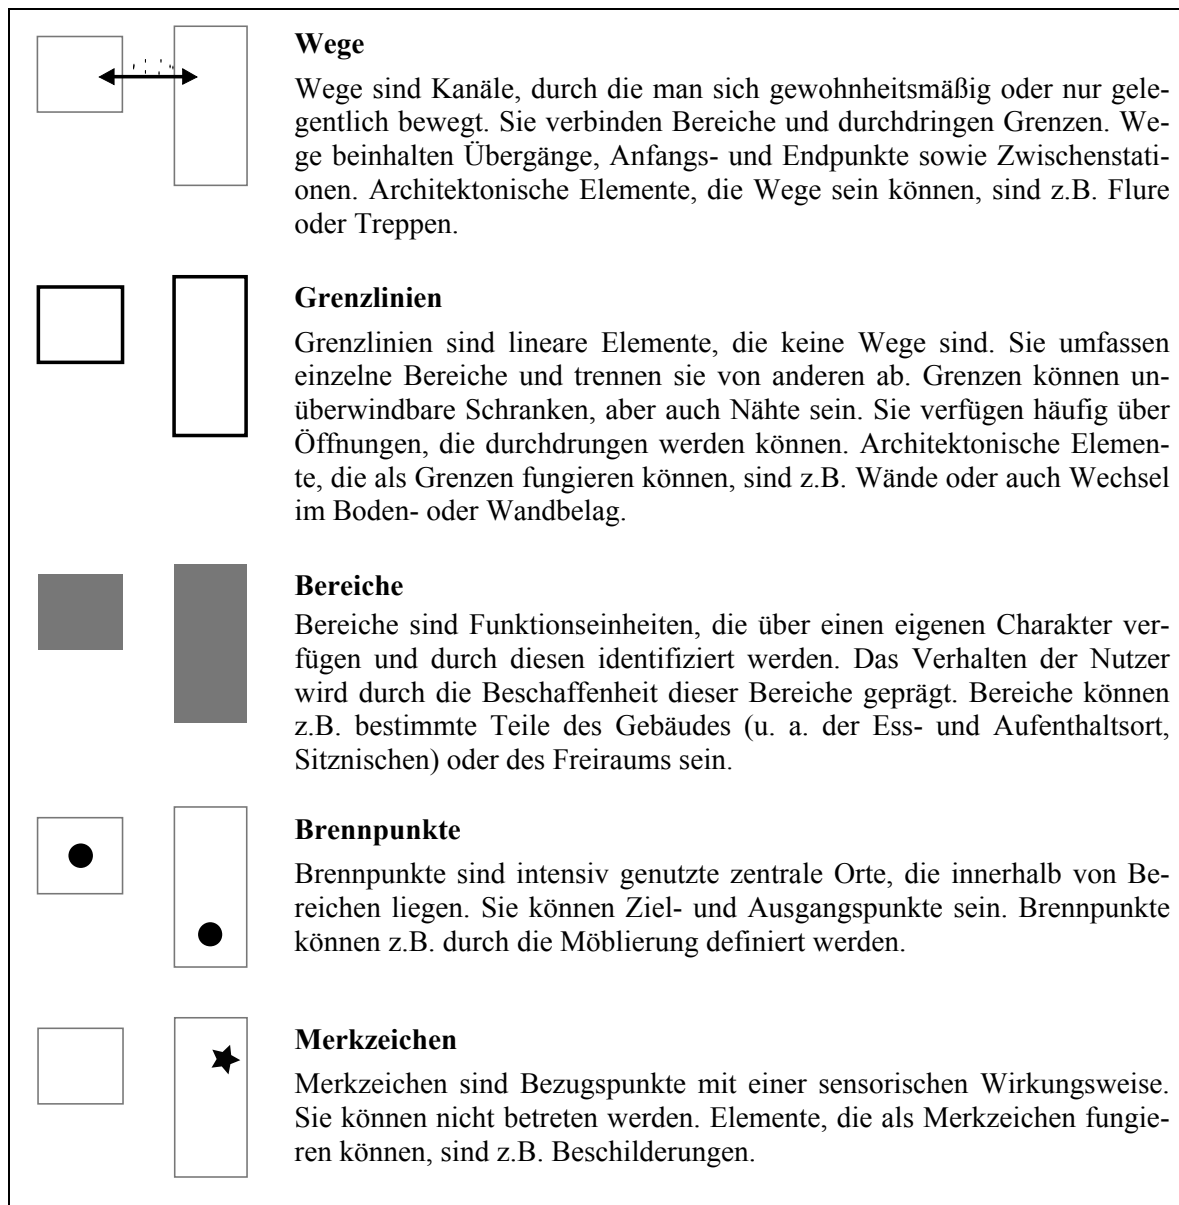 Wege
Wege sind Kanäle, durch die man sich gewohnheitsmäßig oder nur gele-
gentlich bewegt. Sie verbinden Bereiche und durchdringen Grenzen. We-
ge beinhalten Übergänge, Anfangs- und Endpunkte sowie Zwischenstati-
onen. Architektonische Elemente, die Wege sein können, sind z.B. Flure
oder Treppen.
Grenzlinien
Grenzlinien sind lineare Elemente, die keine Wege sind. Sie umfassen
einzelne Bereiche und trennen sie von anderen ab. Grenzen können un-
überwindbare Schranken, aber auch Nähte sein. Sie verfügen häufig über
Öffnungen, die durchdrungen werden können. Architektonische Elemen-
te, die als Grenzen fungieren können, sind z.B. Wände oder auch Wechsel
im Boden- oder Wandbelag.
Bereiche
Bereiche sind Funktionseinheiten, die über einen eigenen Charakter ver-
fügen und durch diesen identifiziert werden. Das Verhalten der Nutzer
wird durch die Beschaffenheit dieser Bereiche geprägt. Bereiche können
z.B. bestimmte Teile des Gebäudes (u. a. der Ess- und Aufenthaltsort,
Sitznischen) oder des Freiraums sein.
Brennpunkte
Brennpunkte sind intensiv genutzte zentrale Orte, die innerhalb von Be-
reichen liegen. Sie können Ziel- und Ausgangspunkte sein. Brennpunkte
können z.B. durch die Möblierung definiert werden.
Merkzeichen
Merkzeichen sind Bezugspunkte mit einer sensorischen Wirkungsweise.
Sie können nicht betreten werden. Elemente, die als Merkzeichen fungie-
ren können, sind z.B. Beschilderungen.